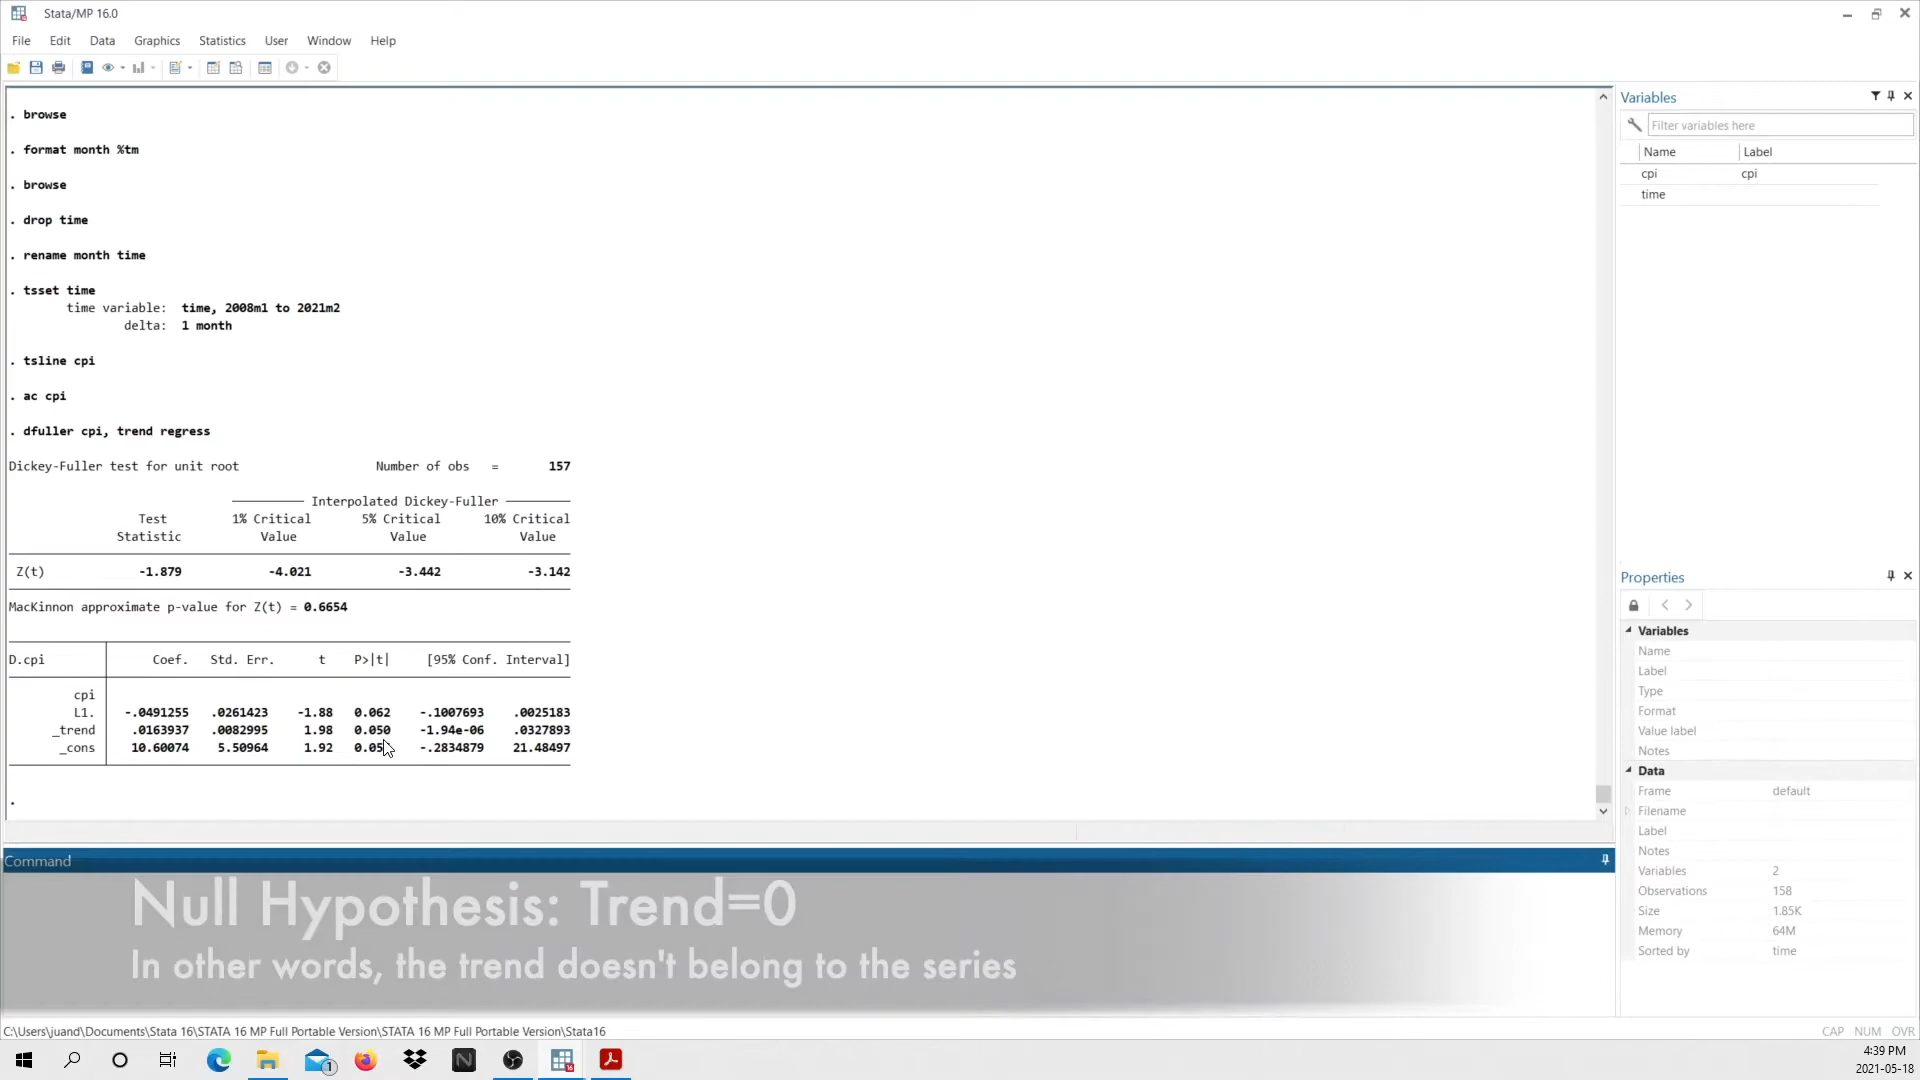 Stata/MP 16.0
File Edit Data Graphics Statistics User Window Help
. browse
. format month %tm
. browse
. drop time
. rename month time
. tsset time
time variable: time, 2008m1 to 2021m2
delta: 1 month
. tsline cpi
. ac cpi
. dfuller cpi, trend regress
Dickey-Fuller test for unit root Number of obs = 157
Interpolated Dickey-Fuller
Test 1% Critical 5% Critical 10% Critical
Statistic Value Value Value
Z(t) -1.879 -4.021 -3.442 -3.142
MacKinnon approximate p-value for Z(t) = 0.6654
D.cpi Coef. Std. Err. t P>|t| [95% Conf. Interval]
cpi
L1. -.0491255 .0261423 -1.88 0.062 -.1007693 .0025183
_trend .0163937 .0082995 1.98 0.050 -1.94e-06 .0327893
_cons 10.60074 5.50964 1.92 -.2834879 21.48497
.
Command
Null Hypothesis: Trend=0
In other words, the trend doesn't belong to the series
C:\Users\juand\Documents\Stata 16\STATA 16 MP Full Portable Version\STATA 16 MP Full Portable Version\Stata16
Variables
Filter variables here
Name Label
cpi cpi
time
Properties
Variables
Name
Label
Type
Format
Value label
Notes
Data
Frame default
Filename
Label
Notes
Variables 2
Observations 158
Size 1.85K
Memory 64M
Sorted by time
CAP NUM OVR
1
16
4:39 PM
2021-05-18